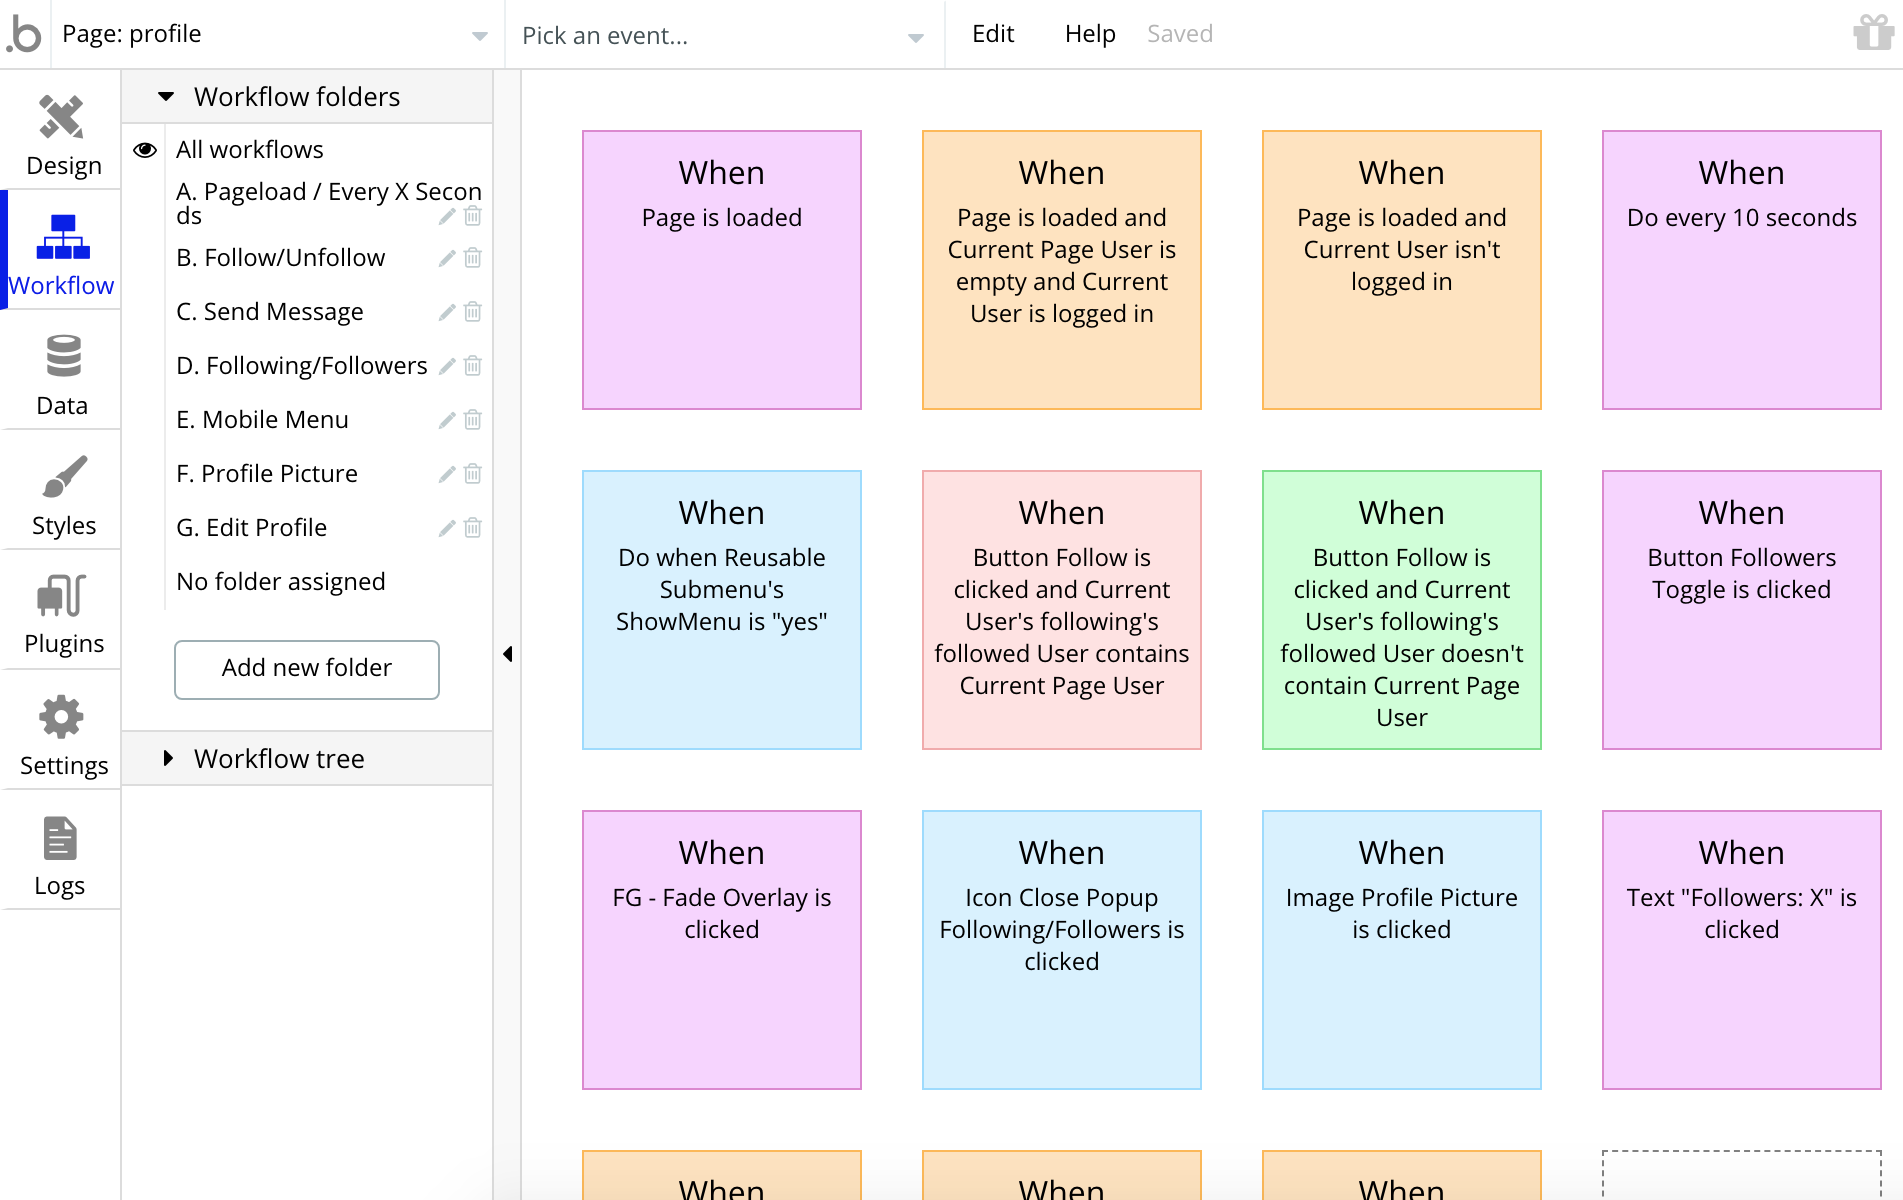 .b
Page: profile
Pick an event...
Edit
Help
Saved
Design
Workflow
Data
Styles
Plugins
Settings
Logs
Workflow folders
All workflows
A. Pageload / Every X Secon
ds
B. Follow/Unfollow
C. Send Message
D. Following/Followers
E. Mobile Menu
F. Profile Picture
G. Edit Profile
No folder assigned
Add new folder
Workflow tree
When
Page is loaded
When
Page is loaded and
Current Page User is
empty and Current
User is logged in
When
Page is loaded and
Current User isn't
logged in
When
Do every 10 seconds
When
Do when Reusable
Submenu's
ShowMenu is "yes"
When
Button Follow is
clicked and Current
User's following's
followed User contains
Current Page User
When
Button Follow is
clicked and Current
User's following's
followed User doesn't
contain Current Page
User
When
Button Followers
Toggle is clicked
When
FG - Fade Overlay is
clicked
When
Icon Close Popup
Following/Followers is
clicked
When
Image Profile Picture
is clicked
When
Text "Followers: X" is
clicked
When
When
When